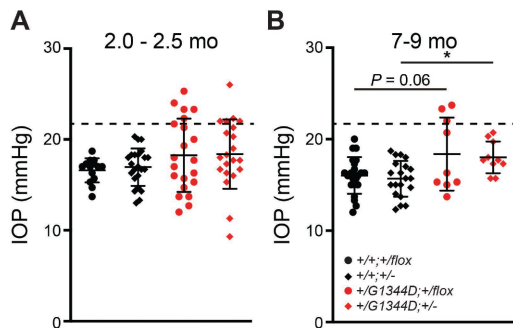 A
2.0 - 2.5 mo
IOP (mmHg)
30
20
10
0
B
7-9 mo
IOP (mmHg)
30
20
10
0
*
P = 0.06
+/+;+/flox
+/+;+/-
+/G1344D;+/flox
+/G1344D;+/-